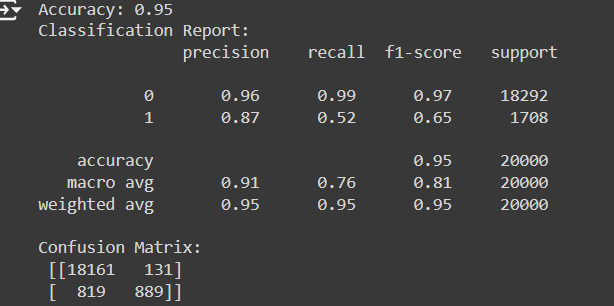 Accuracy: 0.95
Classification Report:
              precision    recall  f1-score   support

           0       0.96      0.99      0.97     18292
           1       0.87      0.52      0.65      1708

    accuracy                           0.95     20000
   macro avg       0.91      0.76      0.81     20000
weighted avg       0.95      0.95      0.95     20000

Confusion Matrix:
 [[18161   131]
 [  819   889]]